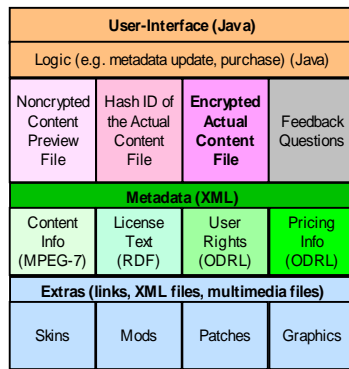 User-Interface (Java)
Logic (e.g. metadata update, purchase) (Java)
Noncrypted
Content
Preview
File
Hash ID of
the Actual
Content
File
Encrypted
Actual
Content
File
Feedback
Questions
Metadata (XML)
Content
Info
(MPEG-7)
License
Text
(RDF)
User
Rights
(ODRL)
Pricing
Info
(ODRL)
Extras (links, XML files, multimedia files)
Skins
Mods
Patches
Graphics